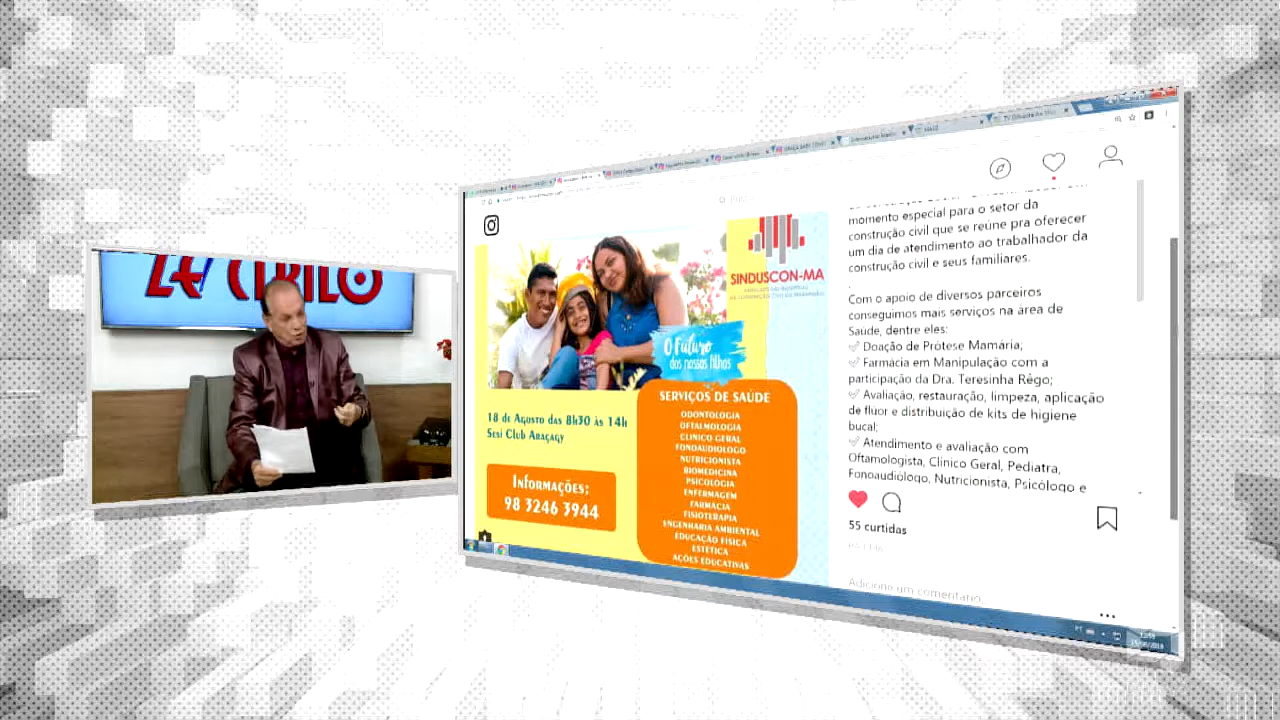 ZÉ CIRILO
SINDUSCON-MA
O Futuro
dos nossos filhos
18 de Agosto das 8h30 às 14h
Sesi Club Araçagy
Informações:
98 3246 3944
SERVIÇOS DE SAÚDE
ODONTOLOGIA
OFTALMOLOGIA
CLINICO GERAL
FONOAUDIÓLOGO
NUTRICIONISTA
BIOMEDICINA
PSICOLOGIA
ENFERMAGEM
FARMÁCIA
FISIOTERAPIA
ENGENHARIA AMBIENTAL
EDUCAÇÃO FÍSICA
ESTÉTICA
AÇÕES EDUCATIVAS
momento especial para o setor da
construção civil que se reúne pra oferecer
um dia de atendimento ao trabalhador da
construção civil e seus familiares.
.
Com o apoio de diversos parceiros
conseguimos mais serviços na área de
Saúde, dentre eles:
✅ Doação de Prótese Mamária;
✅ Farmácia em Manipulação com a
participação da Dra. Teresinha Rêgo;
✅ Avaliação, restauração, limpeza, aplicação
de flúor e distribuição de kits de higiene
bucal;
✅ Atendimento e avaliação com
Oftamologista, Clínico Geral, Pediatra,
Fonoaudiólogo, Nutricionista, Psicólogo e
55 curtidas
Adicione um comentário